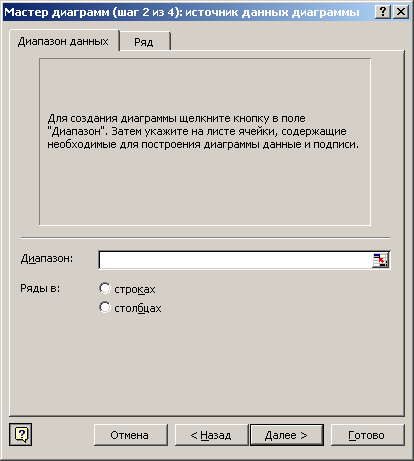 Мастер диаграмм (шаг 2 из 4): источник данных диаграммы
Диапазон данных Ряд
Для создания диаграммы щелкните кнопку в поле
"Диапазон". Затем укажите на листе ячейки, содержащие
необходимые для построения диаграммы данные и подписи.
Диапазон:
Ряды в: строках
столбцах
Отмена < Назад Далее > Готово